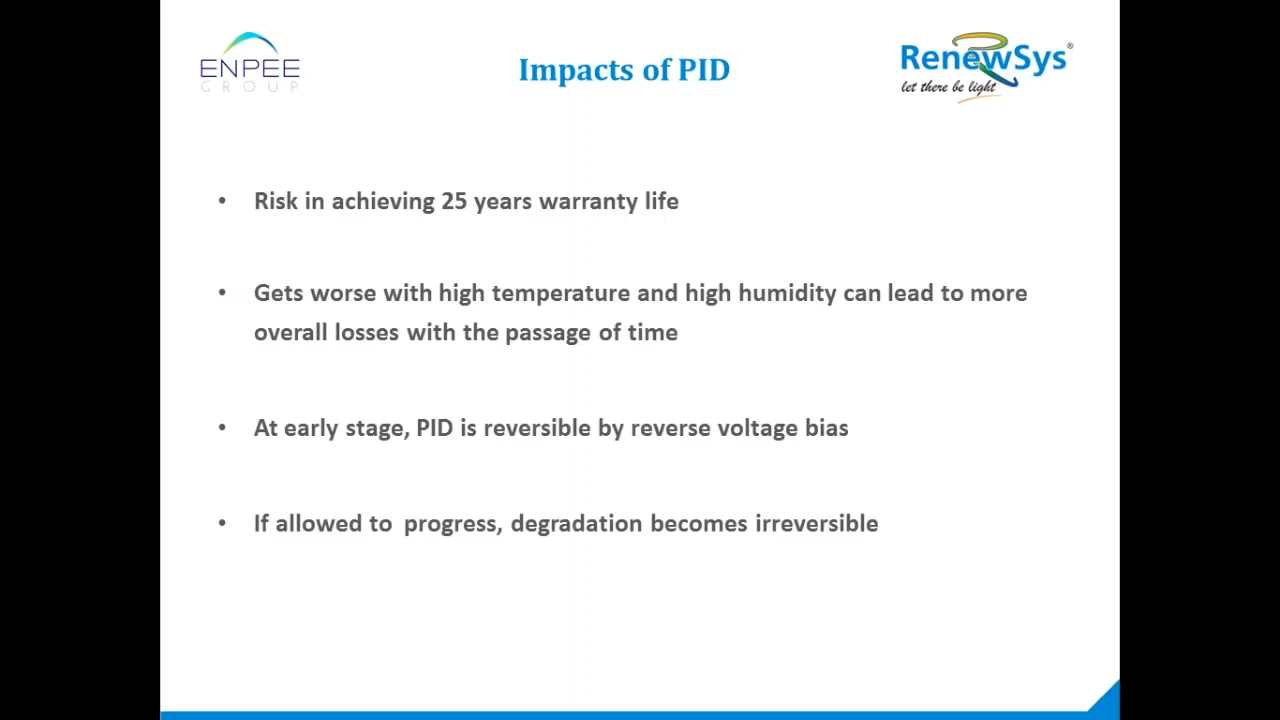 ENPEE
GROUP
Impacts of PID
RenewSys®
let there be light
• Risk in achieving 25 years warranty life
• Gets worse with high temperature and high humidity can lead to more
overall losses with the passage of time
• At early stage, PID is reversible by reverse voltage bias
• If allowed to progress, degradation becomes irreversible